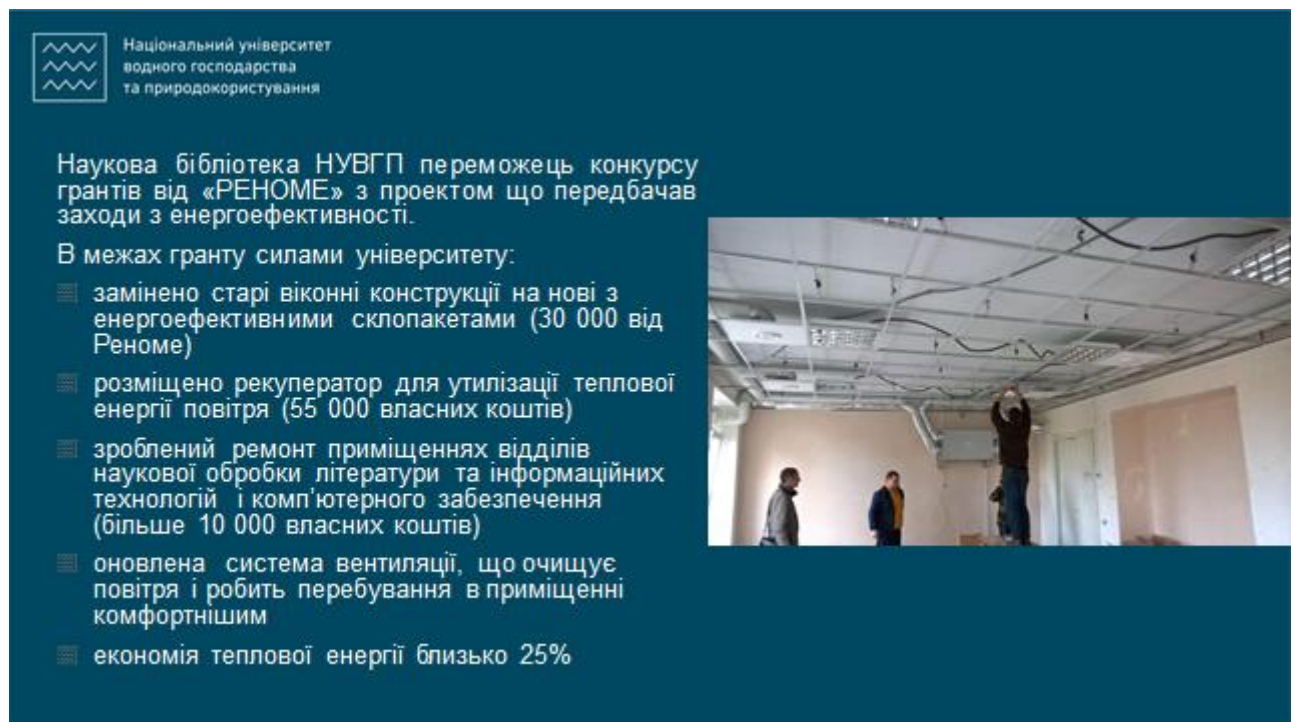 Національний університет
водного господарства
та природокористування
Наукова бібліотека НУВГП переможець конкурсу
грантів від «РЕНОМЕ» з проектом що передбачав
заходи з енергоефективності.
В межах гранту силами університету:
замінено старі віконні конструкції на нові з
енергоефективними склопакетами (30 000 від
Реноме)
розміщено рекуператор для утилізації теплової
енергії повітря (55 000 власних коштів)
зроблений ремонт приміщеннях відділів
наукової обробки літератури та інформаційних
технологій і комп'ютерного забезпечення
(більше 10 000 власних коштів)
оновлена система вентиляції, що очищує
повітря і робить перебування в приміщенні
комфортнішим
економія теплової енергії близько 25%